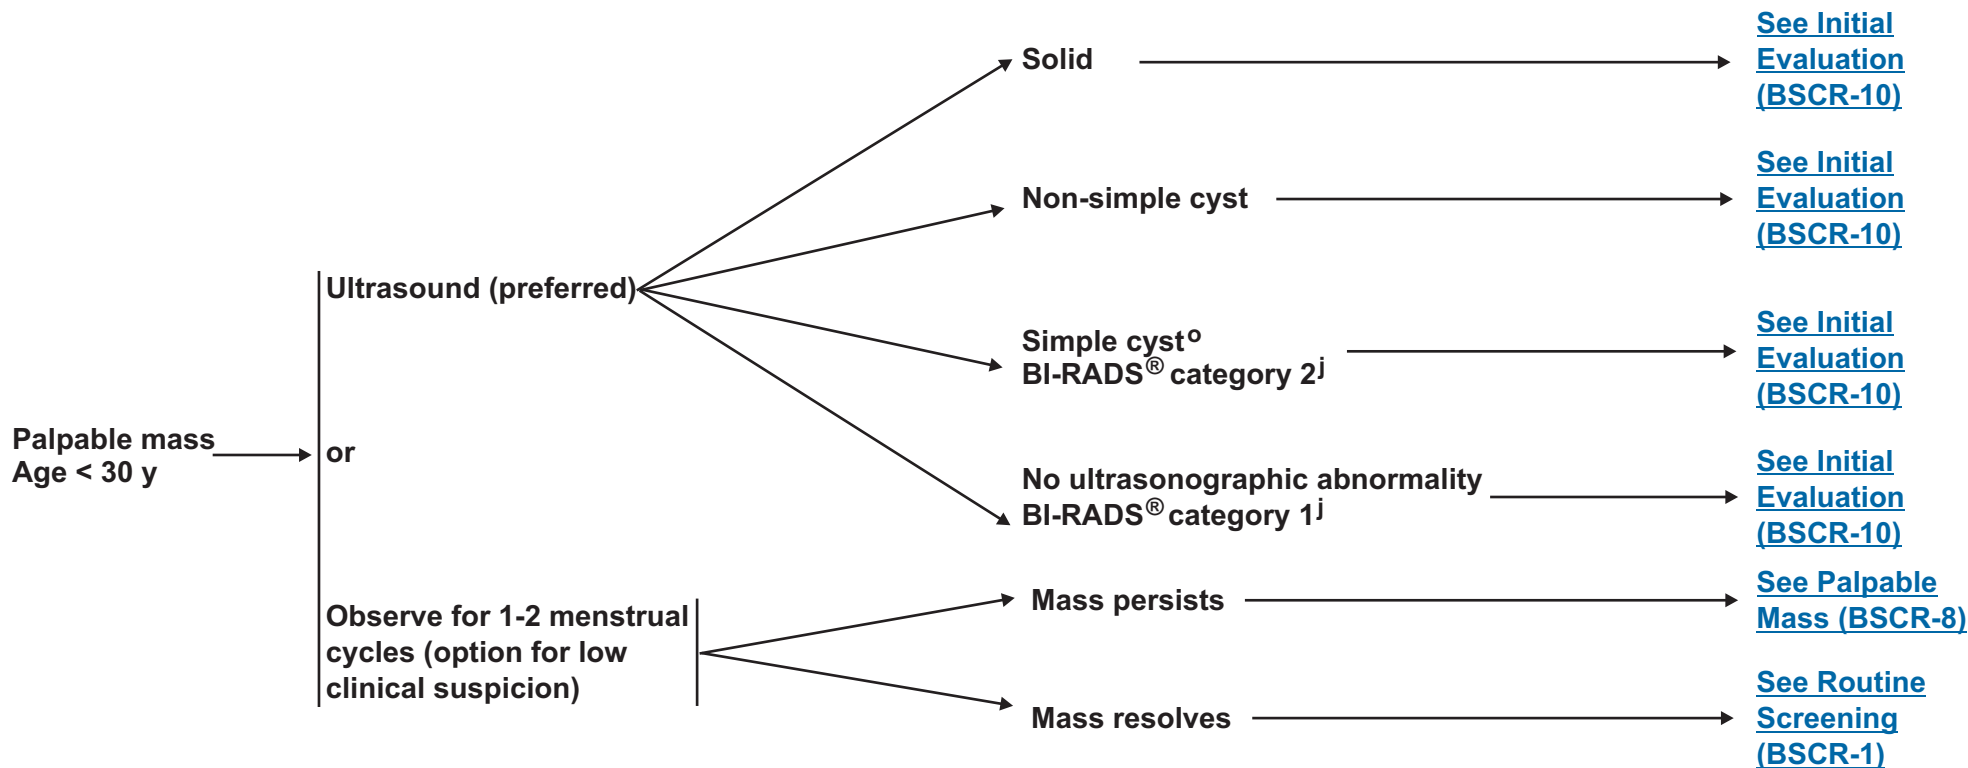 Palpable mass
Age < 30 y
Ultrasound (preferred)
or
Observe for 1-2 menstrual
cycles (option for low
clinical suspicion)
Solid
See Initial
Evaluation
(BSCR-10)
Non-simple cyst
See Initial
Evaluation
(BSCR-10)
Simple cyst o
BI-RADS® category 2 j
See Initial
Evaluation
(BSCR-10)
No ultrasonographic abnormality
BI-RADS® category 1 j
See Initial
Evaluation
(BSCR-10)
Mass persists
See Palpable
Mass (BSCR-8)
Mass resolves
See Routine
Screening
(BSCR-1)